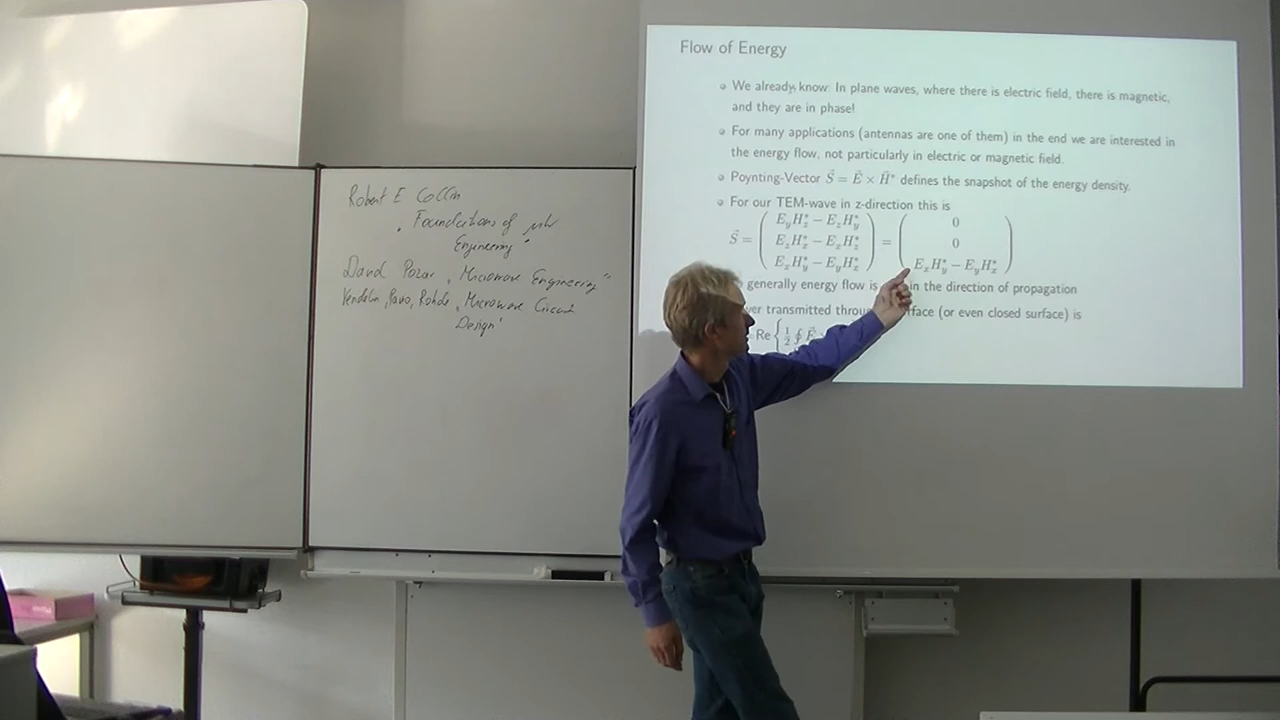 Robert E Collin
„Foundations of μW
Engineering"
David Pozar „Microwave Engineering"
Vendelin, Pavio, Rohde „Microwave Circuit
Design"
Flow of Energy
We already know: In plane waves, where there is electric field, there is magnetic,
and they are in phase!
For many applications (antennas are one of them) in the end we are interested in
the energy flow, not particularly in electric or magnetic field.
Poynting-Vector S⃗ = E⃗ × H⃗* defines the snapshot of the energy density.
For our TEM-wave in z-direction this is
S⃗ = ( E_yH_z* − E_zH_y* ; E_zH_x* − E_xH_z* ; E_xH_y* − E_yH_x* ) = ( 0 ; 0 ; E_xH_y* − E_yH_x* )
generally energy flow is in the direction of propagation
transmitted through (or even closed surface) is
Re { 1/2 ∮ E⃗